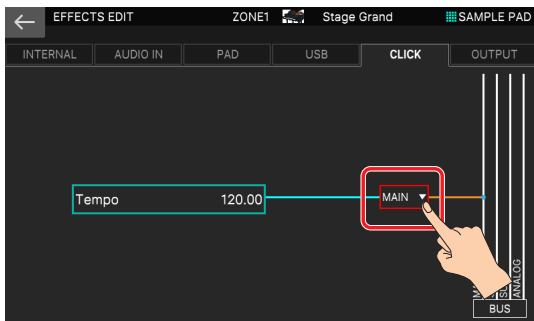 EFFECTS EDIT ZONE1 Stage Grand SAMPLE PAD
INTERNAL AUDIO IN PAD USB CLICK OUTPUT
Tempo 120.00 MAIN
ANALOG
BUS